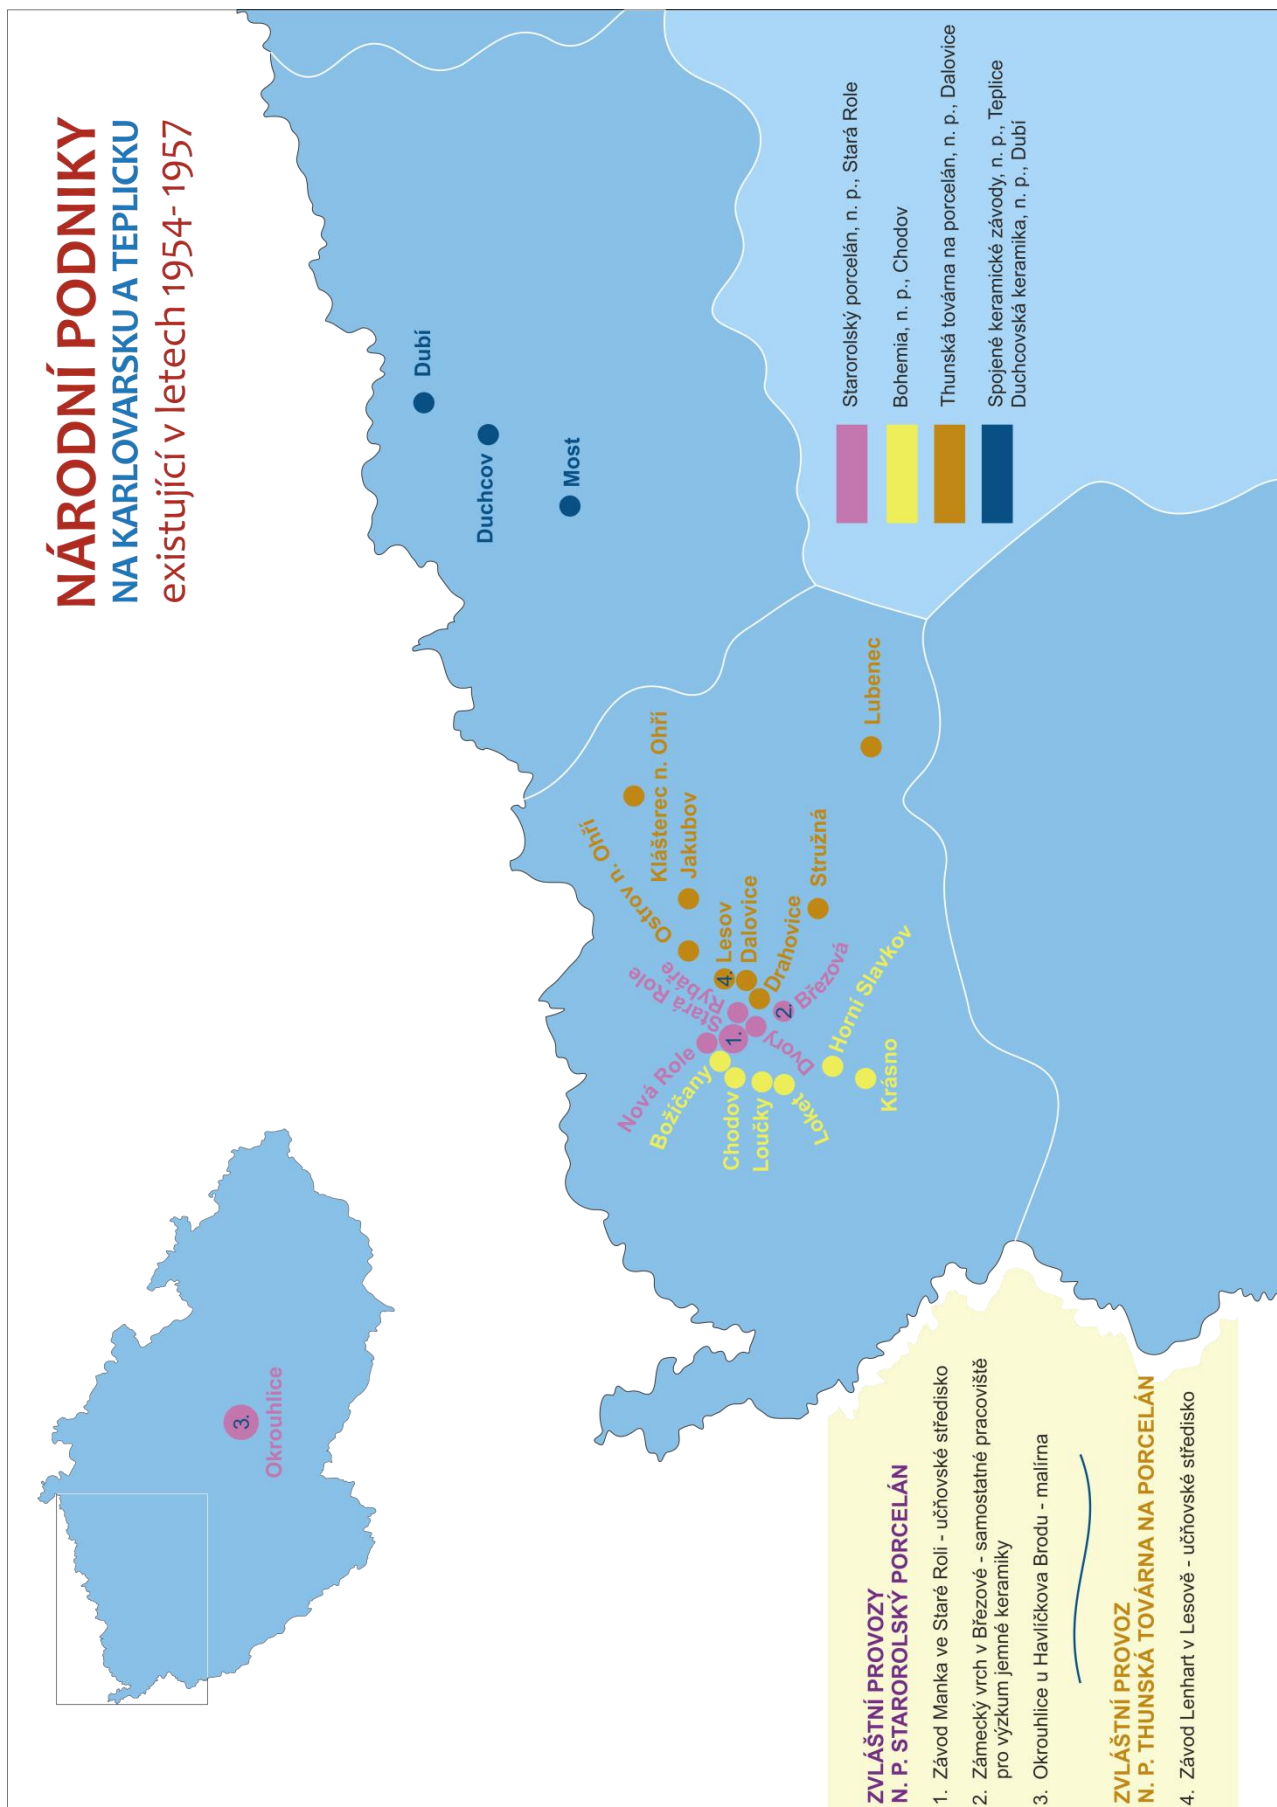 NÁRODNÍ PODNIKY
NA KARLOVARSKU A TEPLICKU
existující v letech 1954- 1957
3.
Okrouhlice
Dubí
Duchcov
Most
Klášterec n. Ohří
Ostrov n. Ohří
Jakubov
4.
Lesov
Dalovice
Drahovice
Stružná
Lubenec
Rybáře
Stará Role
1.
Nová Role
Dvory
2.
Březová
Božíčany
Chodov
Loučky
Loket
Horní Slavkov
Krásno
Starorolský porcelán, n. p., Stará Role
Bohemia, n. p., Chodov
Thunská továrna na porcelán, n. p., Dalovice
Spojené keramické závody, n. p., Teplice
Duchcovská keramika, n. p., Dubí
ZVLÁŠTNÍ PROVOZY
N. P. STAROROLSKÝ PORCELÁN
1. Závod Manka ve Staré Roli - učňovské středisko
2. Zámecký vrch v Březové - samostatné pracoviště
pro výzkum jemné keramiky
3. Okrouhlice u Havlíčkova Brodu - malírna
ZVLÁŠTNÍ PROVOZ
N. P. THUNSKÁ TOVÁRNA NA PORCELÁN
4. Závod Lenhart v Lesově - učňovské středisko